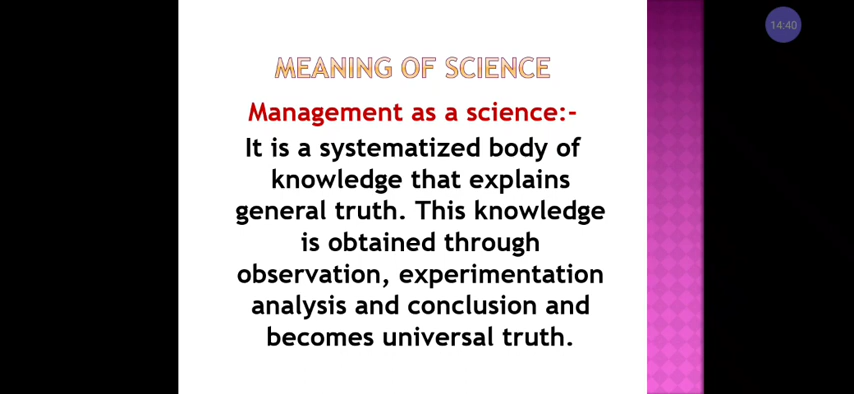 14:40
MEANING OF SCIENCE
Management as a science:-
It is a systematized body of
knowledge that explains
general truth. This knowledge
is obtained through
observation, experimentation
analysis and conclusion and
becomes universal truth.